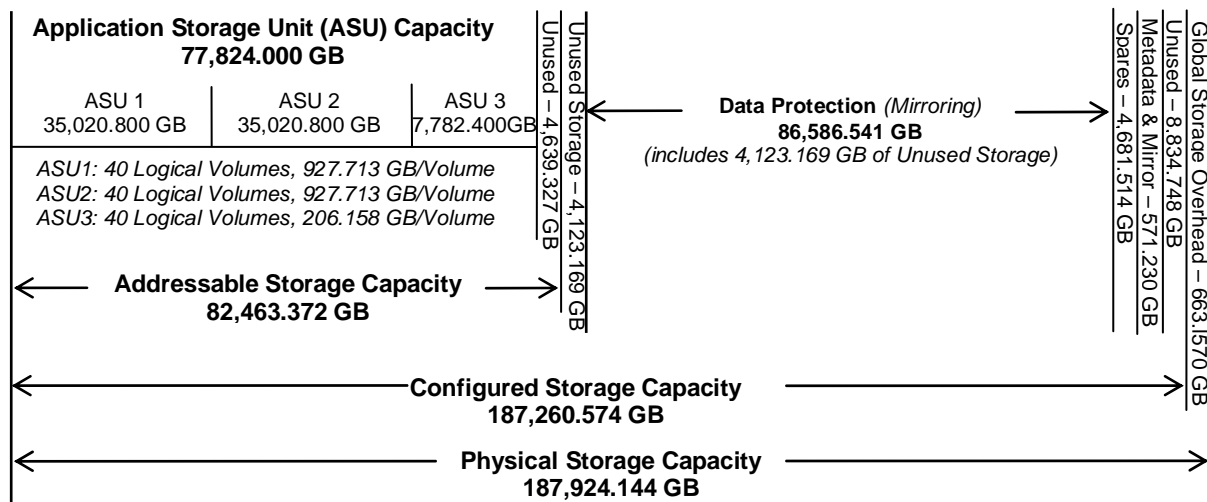 Application Storage Unit (ASU) Capacity
77,824.000 GB
ASU 1
35,020.800 GB
ASU 2
35,020.800 GB
ASU 3
7,782.400GB
ASU1: 40 Logical Volumes, 927.713 GB/Volume
ASU2: 40 Logical Volumes, 927.713 GB/Volume
ASU3: 40 Logical Volumes, 206.158 GB/Volume
Unused – 4,639.327 GB
Unused Storage – 4,123.169 GB
Data Protection (Mirroring)
86,586.541 GB
(includes 4,123.169 GB of Unused Storage)
Spares – 4,681.514 GB
Metadata & Mirror – 571.230 GB
Unused – 8.834.748 GB
Global Storage Overhead – 663.l570 GB
Addressable Storage Capacity
82,463.372 GB
Configured Storage Capacity
187,260.574 GB
Physical Storage Capacity
187,924.144 GB